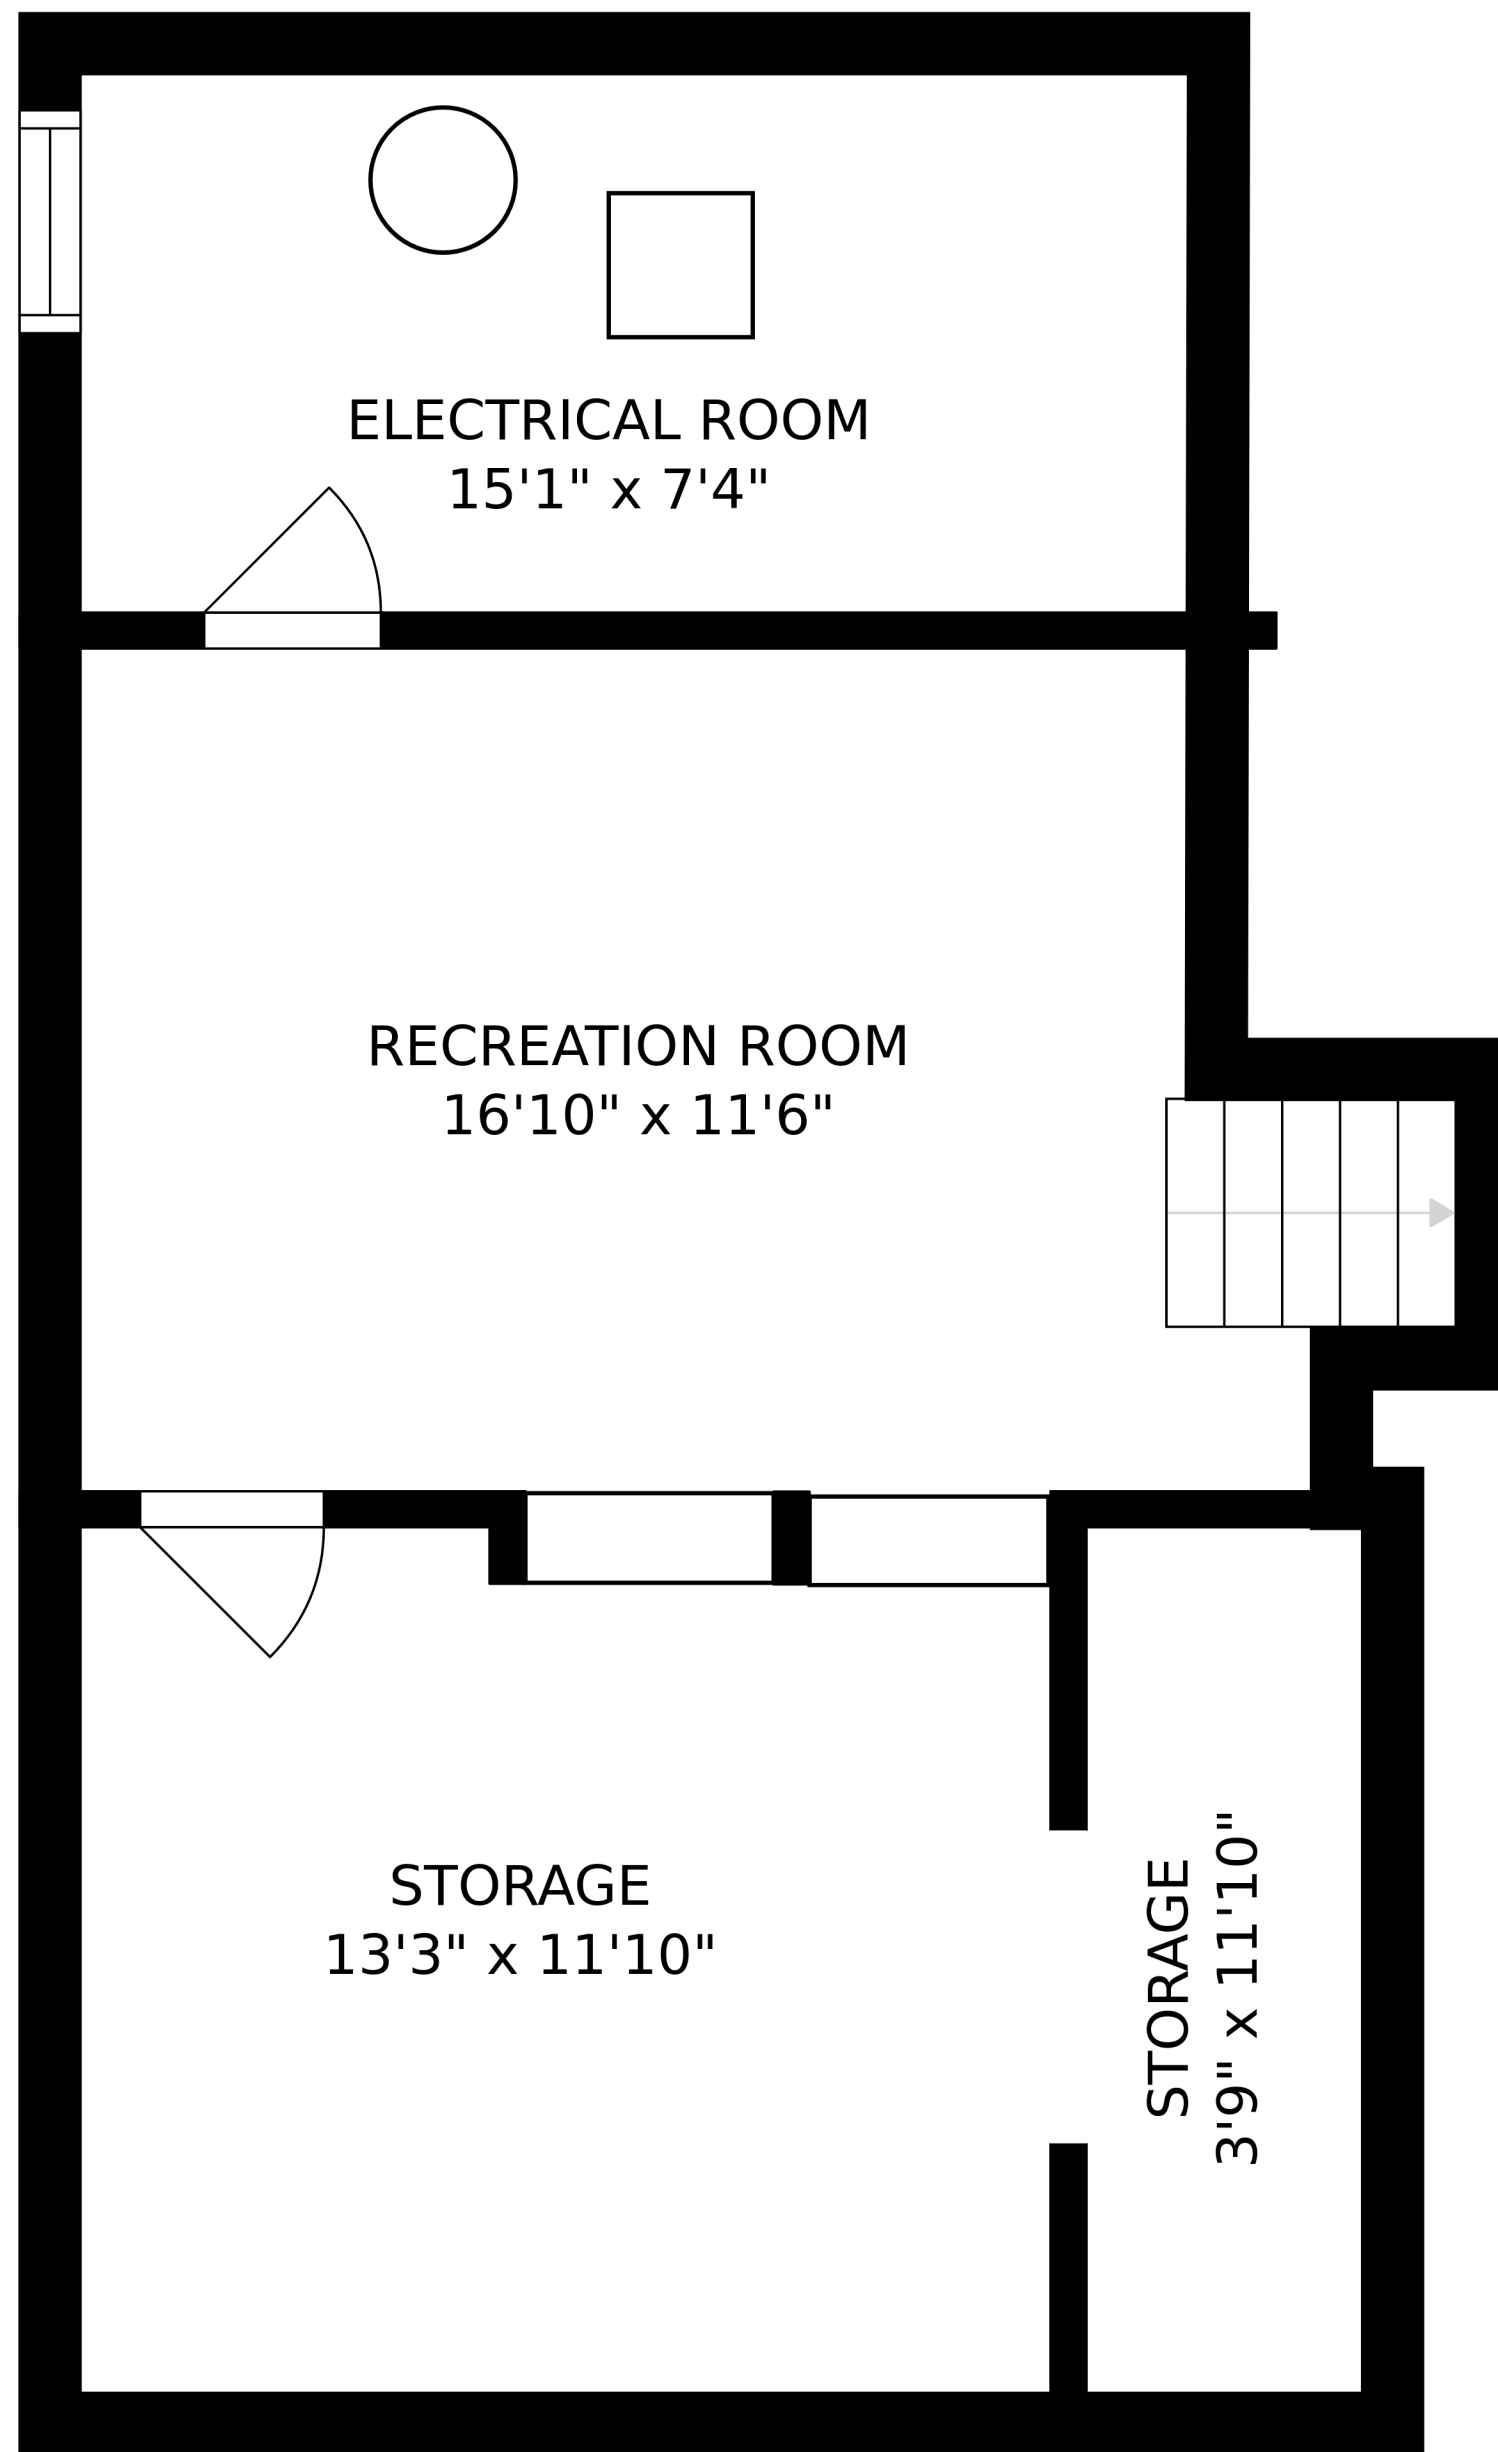 ELECTRICAL ROOM
15'1" x 7'4"
RECREATION ROOM
16'10" x 11'6"
STORAGE
13'3" x 11'10"
STORAGE
3'9" x 11'10"